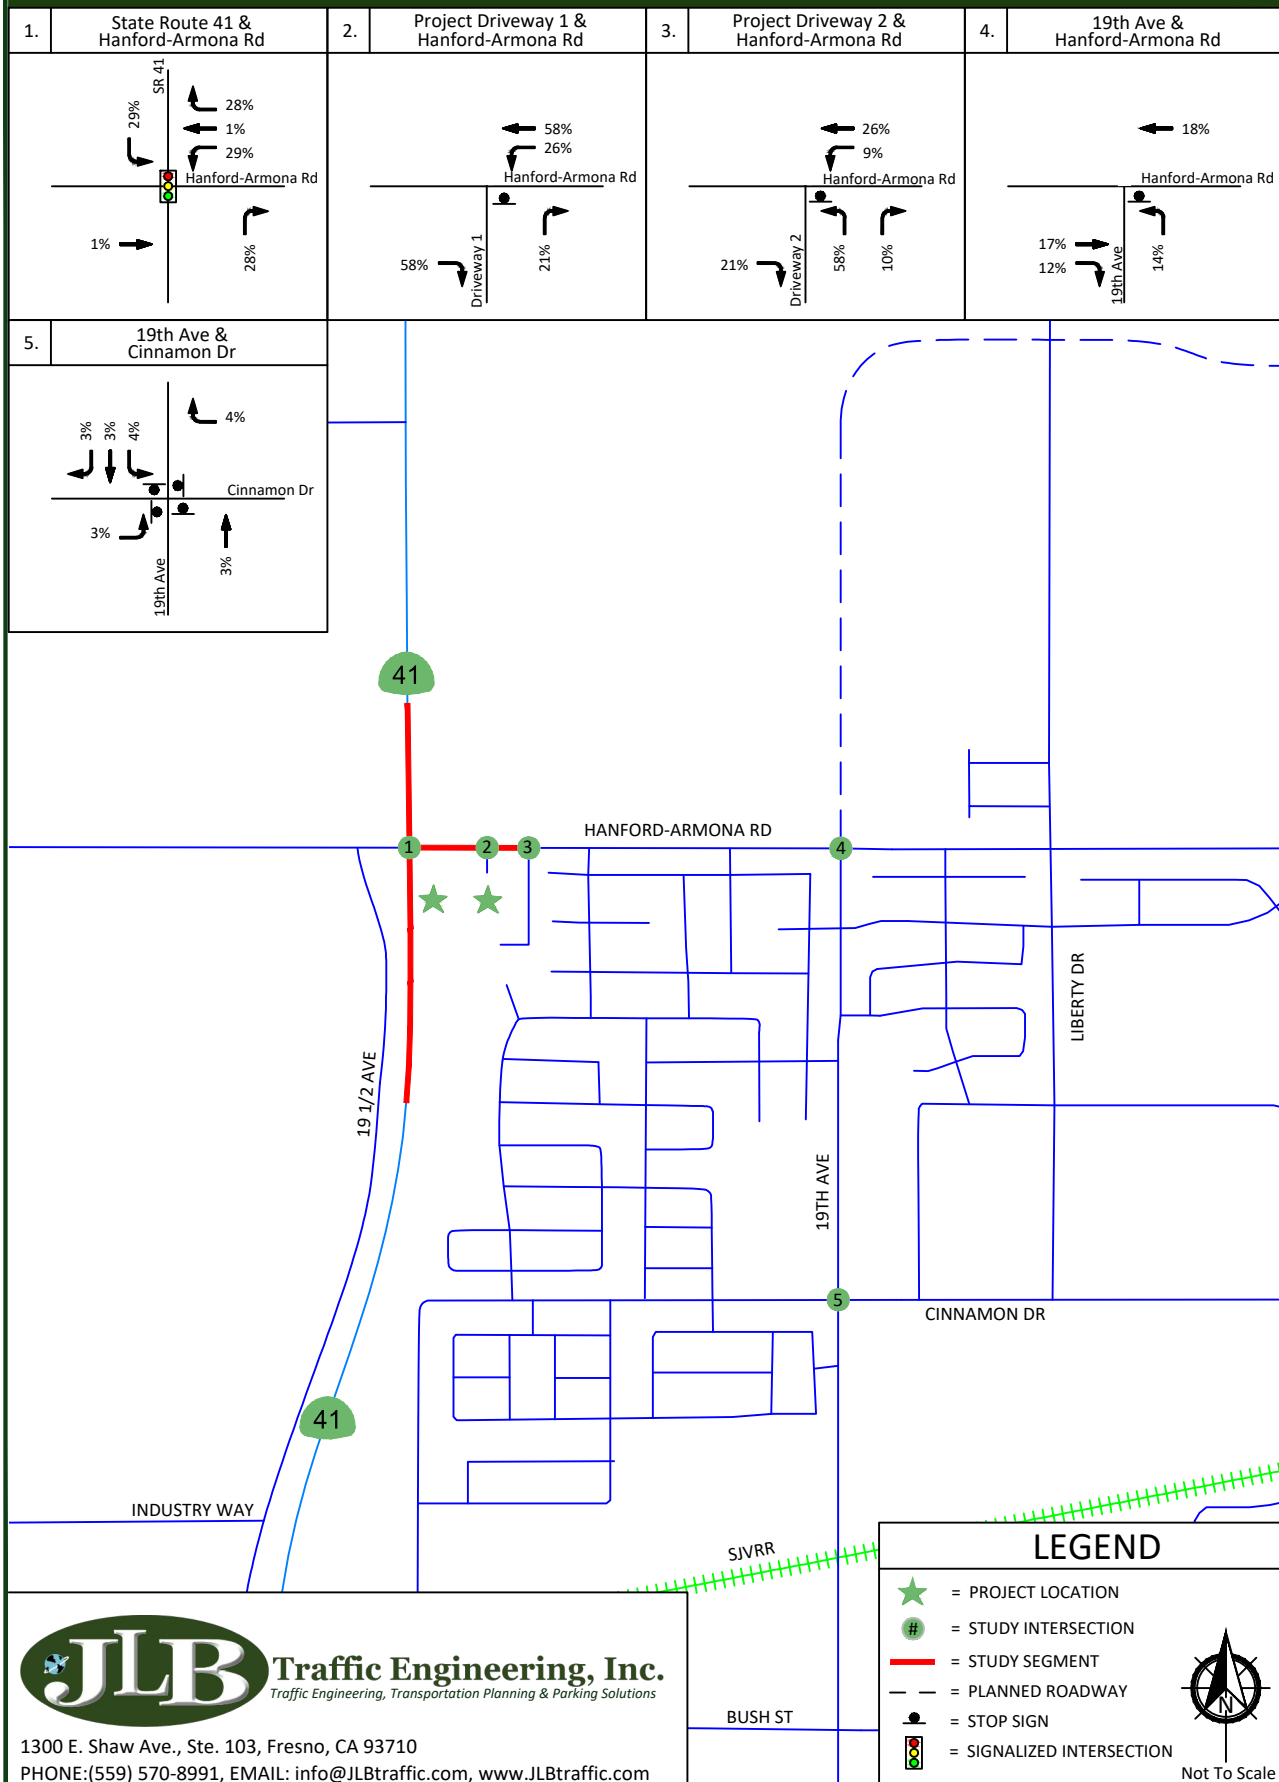 1.
State Route 41 &
Hanford-Armona Rd
2.
Project Driveway 1 &
Hanford-Armona Rd
3.
Project Driveway 2 &
Hanford-Armona Rd
4.
19th Ave &
Hanford-Armona Rd
SR 41
29%
28%
1%
29%
Hanford-Armona Rd
1%
28%
58%
26%
Hanford-Armona Rd
58%
Driveway 1
21%
26%
9%
Hanford-Armona Rd
21%
Driveway 2
58%
10%
18%
Hanford-Armona Rd
17%
12%
19th Ave
14%
5.
19th Ave &
Cinnamon Dr
3%
3%
4%
4%
Cinnamon Dr
3%
19th Ave
3%
41
HANFORD-ARMONA RD
1
2
3
4
LIBERTY DR
19 1/2 AVE
19TH AVE
5
CINNAMON DR
41
INDUSTRY WAY
SJVRR
BUSH ST
LEGEND
= PROJECT LOCATION
# = STUDY INTERSECTION
= STUDY SEGMENT
= PLANNED ROADWAY
= STOP SIGN
= SIGNALIZED INTERSECTION
N
Not To Scale
JLB
Traffic Engineering, Inc.
Traffic Engineering, Transportation Planning & Parking Solutions
1300 E. Shaw Ave., Ste. 103, Fresno, CA 93710
PHONE:(559) 570-8991, EMAIL: info@JLBtraffic.com, www.JLBtraffic.com